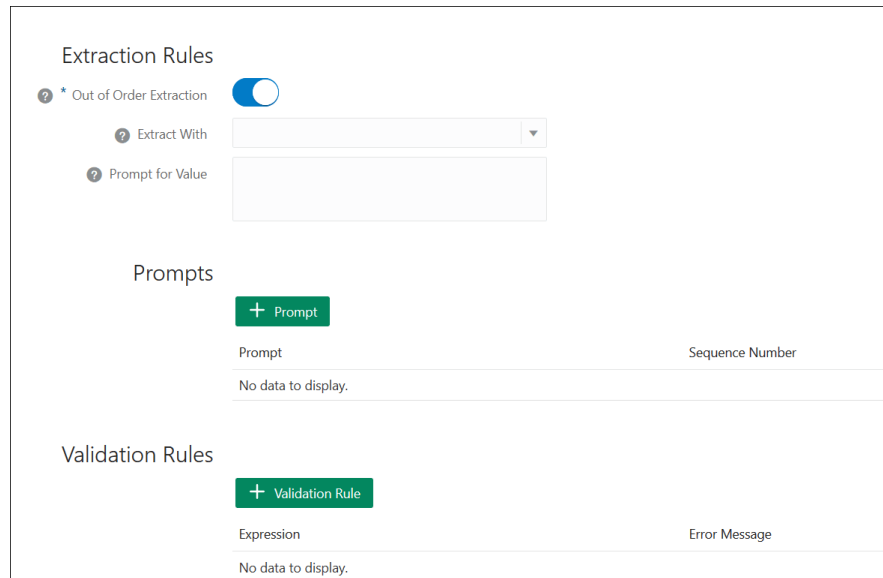 Extraction Rules
? * Out of Order Extraction
? Extract With
? Prompt for Value
Prompts
+ Prompt
Prompt Sequence Number
No data to display.
Validation Rules
+ Validation Rule
Expression Error Message
No data to display.